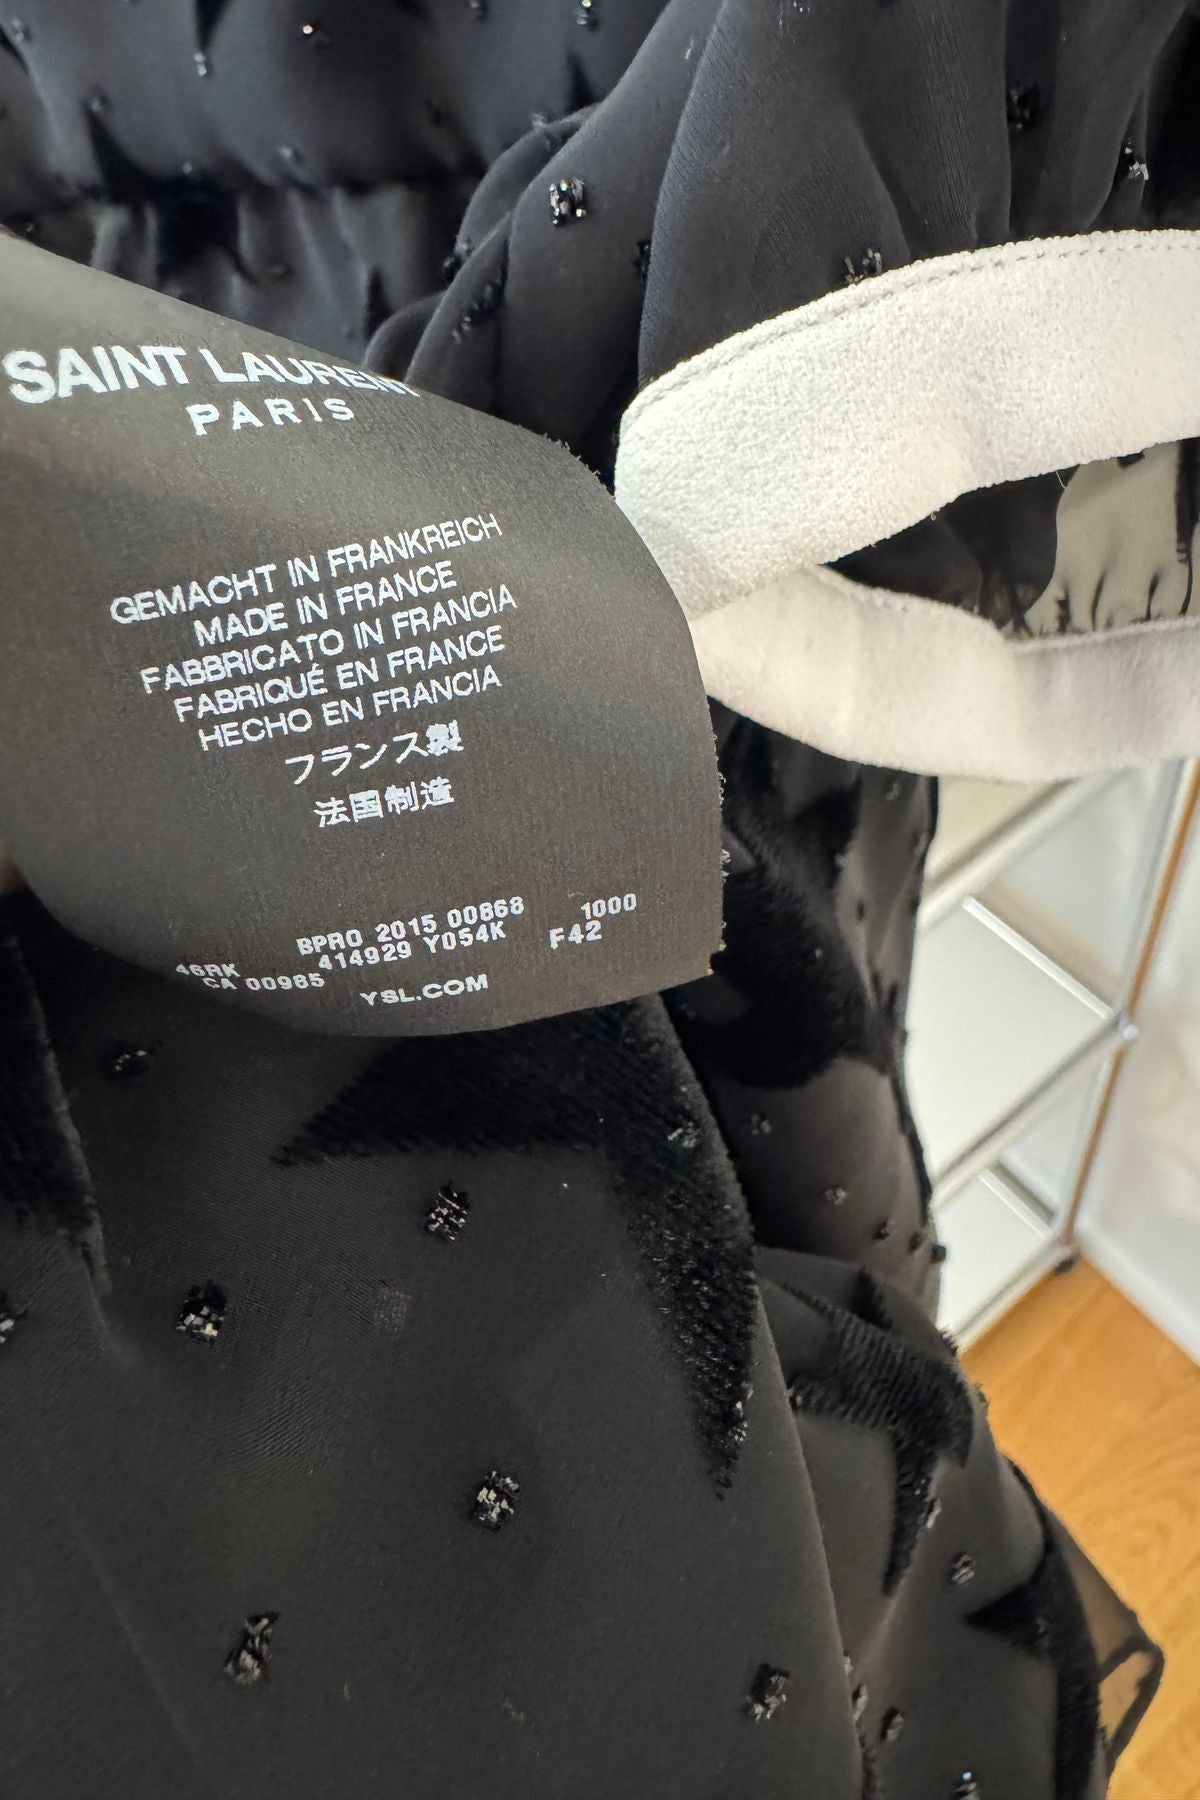 SAINT LAURENT
PARIS
GEMACHT IN FRANKREICH
MADE IN FRANCE
FABBRICATO IN FRANCIA
FABRIQUÉ EN FRANCE
HECHO EN FRANCIA
フランス製
法国制造
BPRO 2015 00868 1000
46RK 414929 Y054K F42
CA 00985 YSL.COM